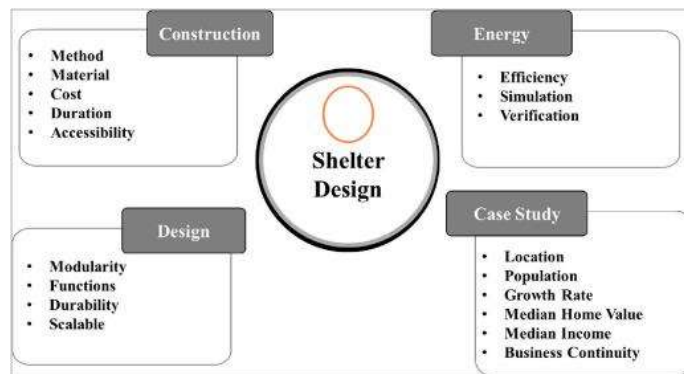 Construction
• Method
• Material
• Cost
• Duration
• Accessibility
Energy
• Efficiency
• Simulation
• Verification
Shelter
Design
Design
• Modularity
• Functions
• Durability
• Scalable
Case Study
• Location
• Population
• Growth Rate
• Median Home Value
• Median Income
• Business Continuity